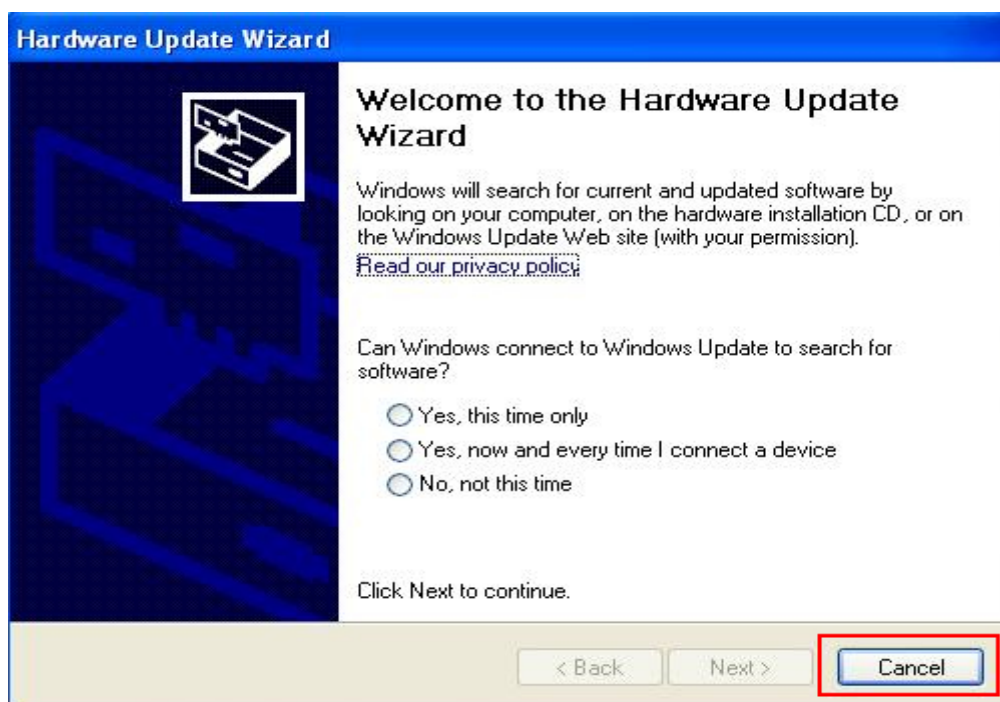 Hardware Update Wizard
Welcome to the Hardware Update
Wizard
Windows will search for current and updated software by
looking on your computer, on the hardware installation CD, or on
the Windows Update Web site (with your permission).
Read our privacy policy
Can Windows connect to Windows Update to search for
software?
Yes, this time only
Yes, now and every time I connect a device
No, not this time
Click Next to continue.
< Back Next > Cancel